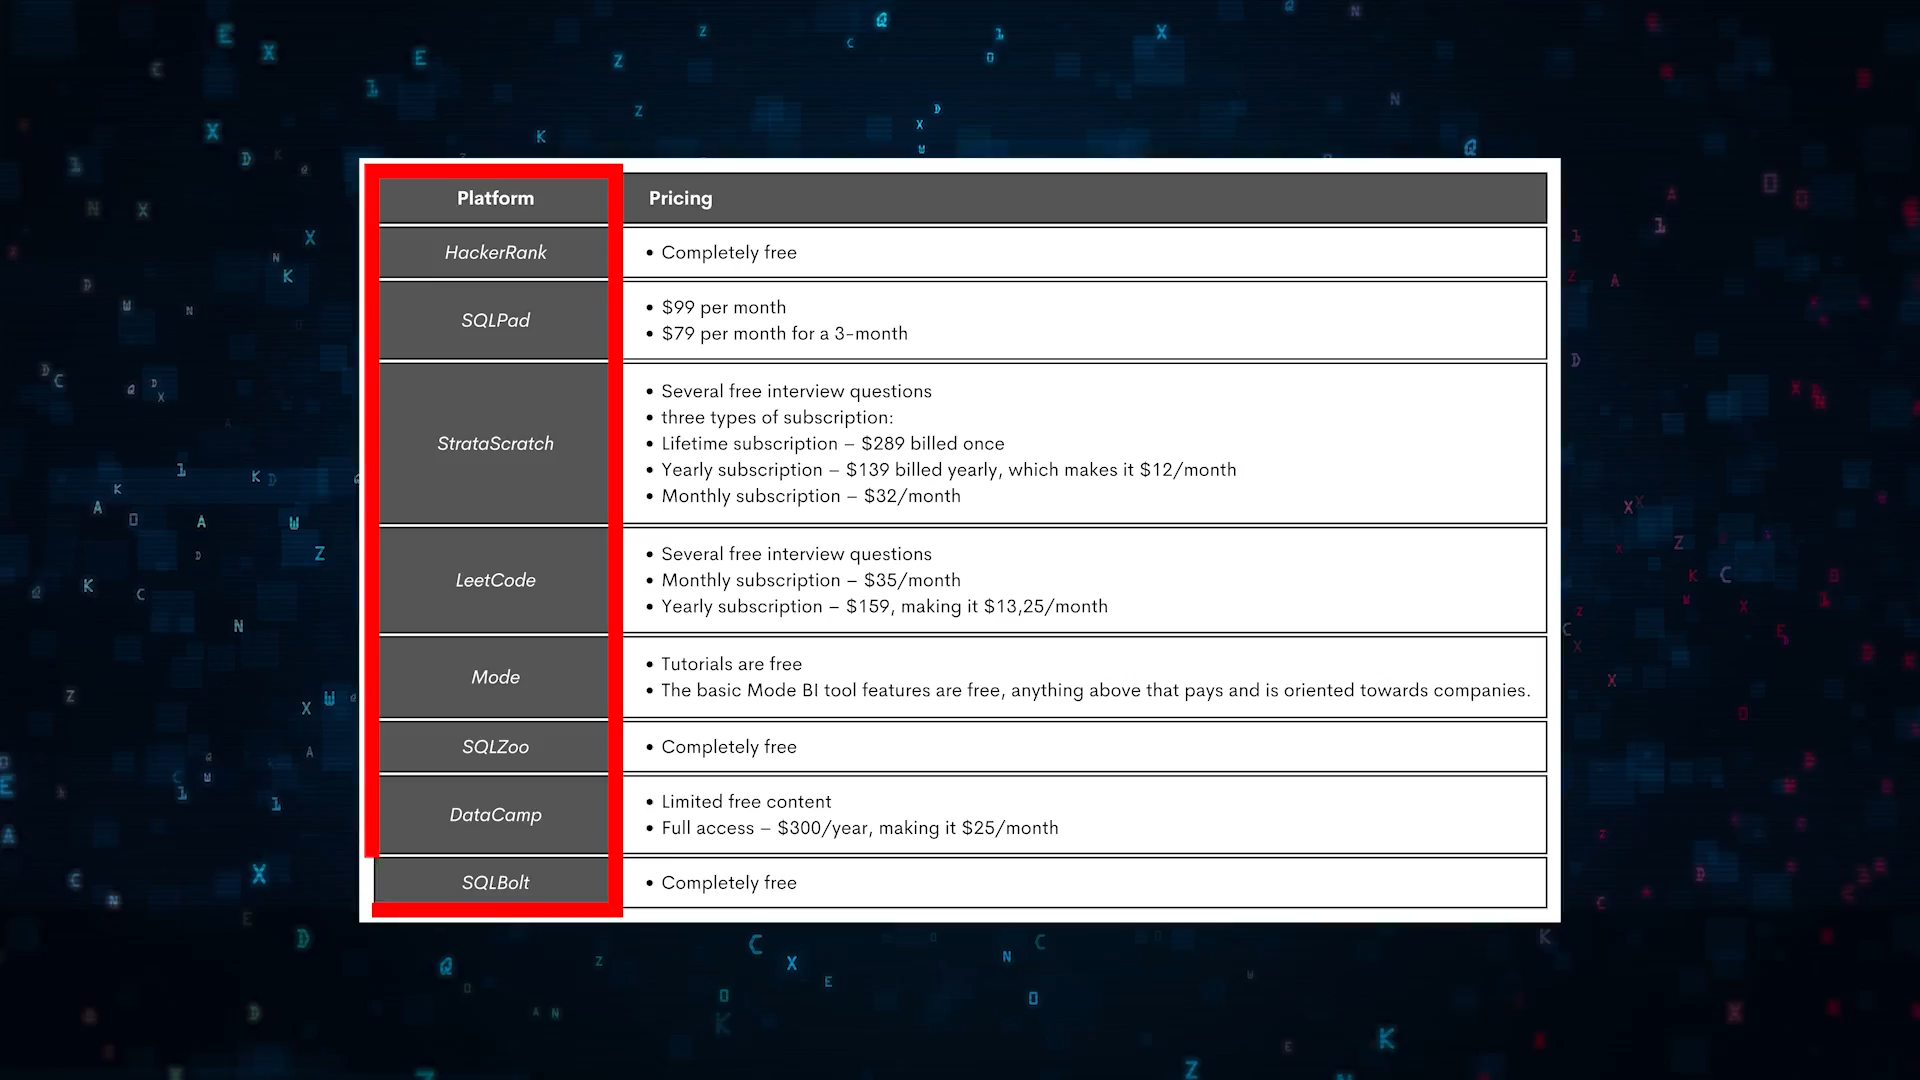 Platform
Pricing
HackerRank
• Completely free
SQLPad
• $99 per month
• $79 per month for a 3-month
StrataScratch
• Several free interview questions
• three types of subscription:
• Lifetime subscription – $289 billed once
• Yearly subscription – $139 billed yearly, which makes it $12/month
• Monthly subscription – $32/month
LeetCode
• Several free interview questions
• Monthly subscription – $35/month
• Yearly subscription – $159, making it $13,25/month
Mode
• Tutorials are free
• The basic Mode BI tool features are free, anything above that pays and is oriented towards companies.
SQLZoo
• Completely free
DataCamp
• Limited free content
• Full access – $300/year, making it $25/month
SQLBolt
• Completely free